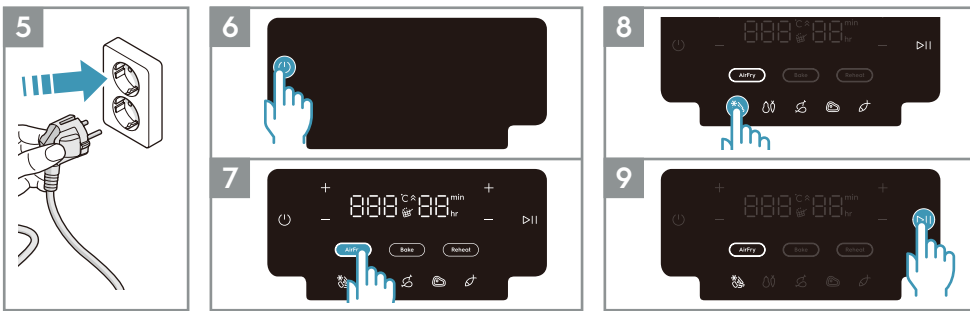 5
6
7
+ +
888 °C 88 min
hr
− −
AirFry Bake Reheat
8
888 °C 88 min
hr
− −
AirFry Bake Reheat
9
+ +
888 °C 88 min
hr
− −
AirFry Bake Reheat